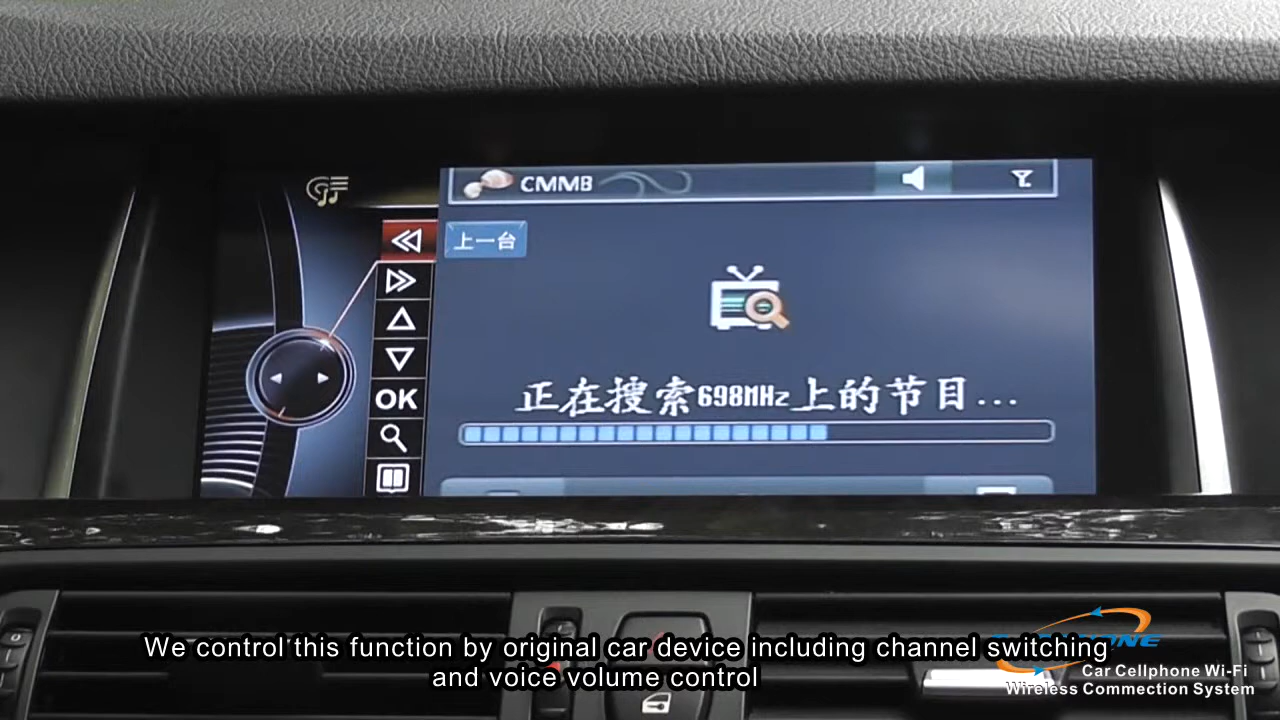 CMMB
上一台
OK
正在搜索698MHz上的节目...
We control this function by original car device including channel switching
and voice volume control
Car Cellphone Wi-Fi
Wireless Commection System